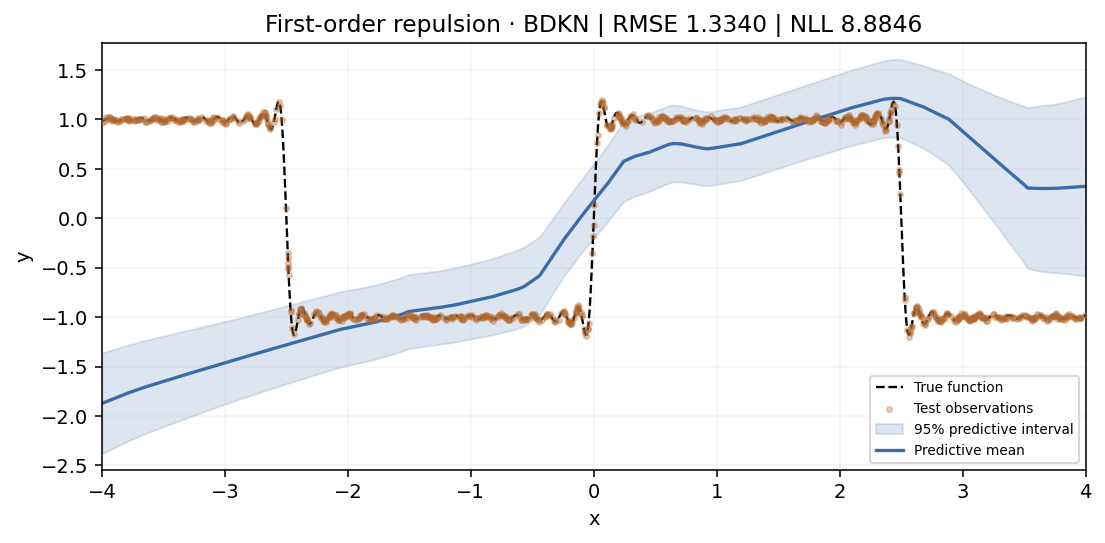 First-order repulsion · BDKN | RMSE 1.3340 | NLL 8.8846
1.5
1.0
0.5
0.0
−0.5
−1.0
−1.5
−2.0
−2.5
y
True function
Test observations
95% predictive interval
Predictive mean
−4 −3 −2 −1 0 1 2 3 4
x